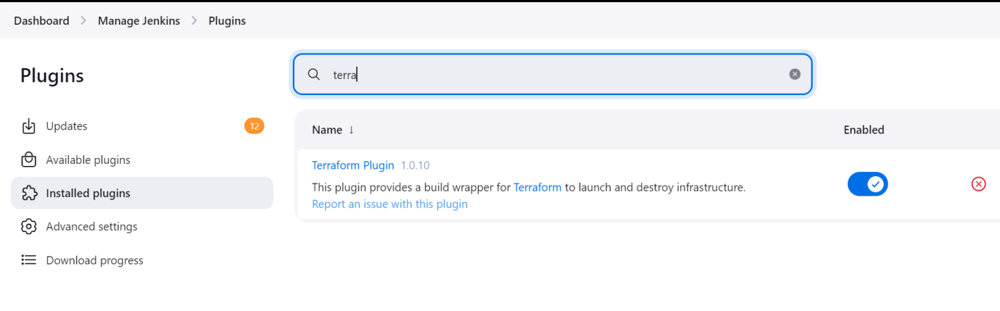 Dashboard > Manage Jenkins > Plugins
Plugins
terra
Updates 12
Available plugins
Installed plugins
Advanced settings
Download progress
Name ↓ Enabled
Terraform Plugin 1.0.10
This plugin provides a build wrapper for Terraform to launch and destroy infrastructure.
Report an issue with this plugin